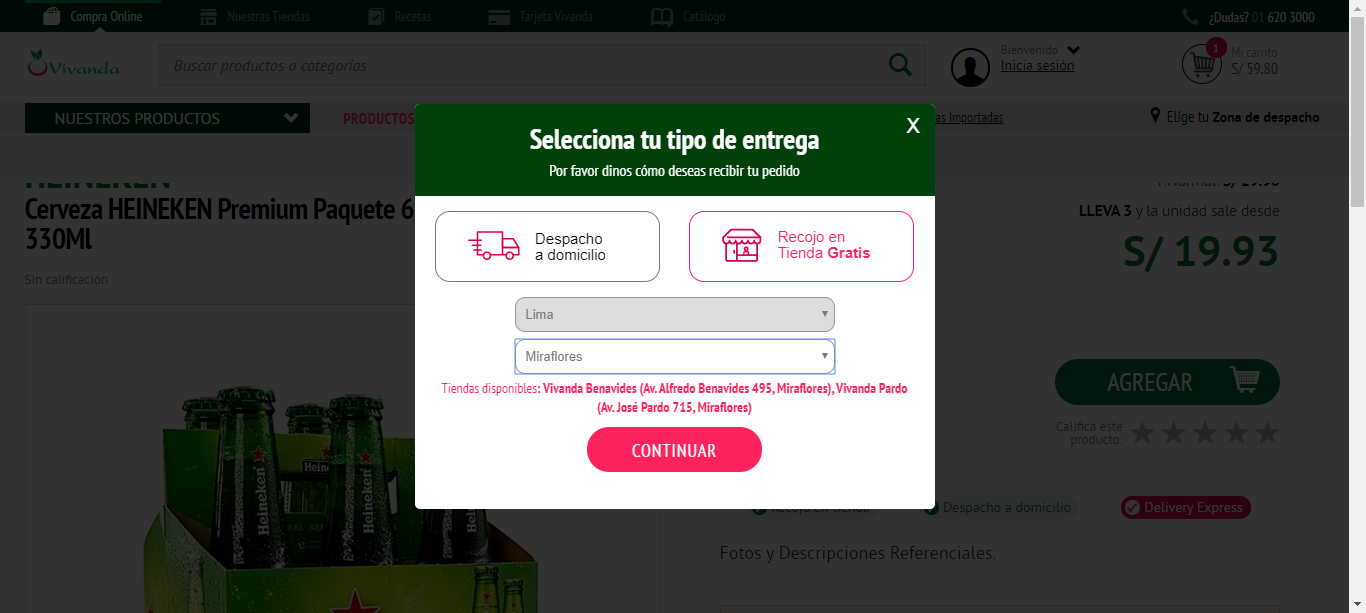 Compra Online
Nuestras Tiendas
Recetas
Tarjeta Vivanda
Catálogo
¿Dudas? 01 620 3000
Vivanda
Buscar productos o categorías
Bienvenido
Inicia sesión
1
Mi carrito
S/ 59.80
NUESTROS PRODUCTOS
PRODUCTOS
as Importadas
Elige tu Zona de despacho
Selecciona tu tipo de entrega
X
Por favor dinos cómo deseas recibir tu pedido
HEINEKEN
Cerveza HEINEKEN Premium Paquete 6
330Ml
Sin calificación
P.Normal: S/ 29.90
LLEVA 3 y la unidad sale desde
S/ 19.93
Despacho
a domicilio
Recojo en
Tienda Gratis
Lima
Miraflores
Tiendas disponibles: Vivanda Benavides (Av. Alfredo Benavides 495, Miraflores), Vivanda Pardo
(Av. José Pardo 715, Miraflores)
CONTINUAR
AGREGAR
Califica este
producto:
Heineken
Heine
Heineken
Recojo en tienda
Despacho a domicilio
Delivery Express
Fotos y Descripciones Referenciales.